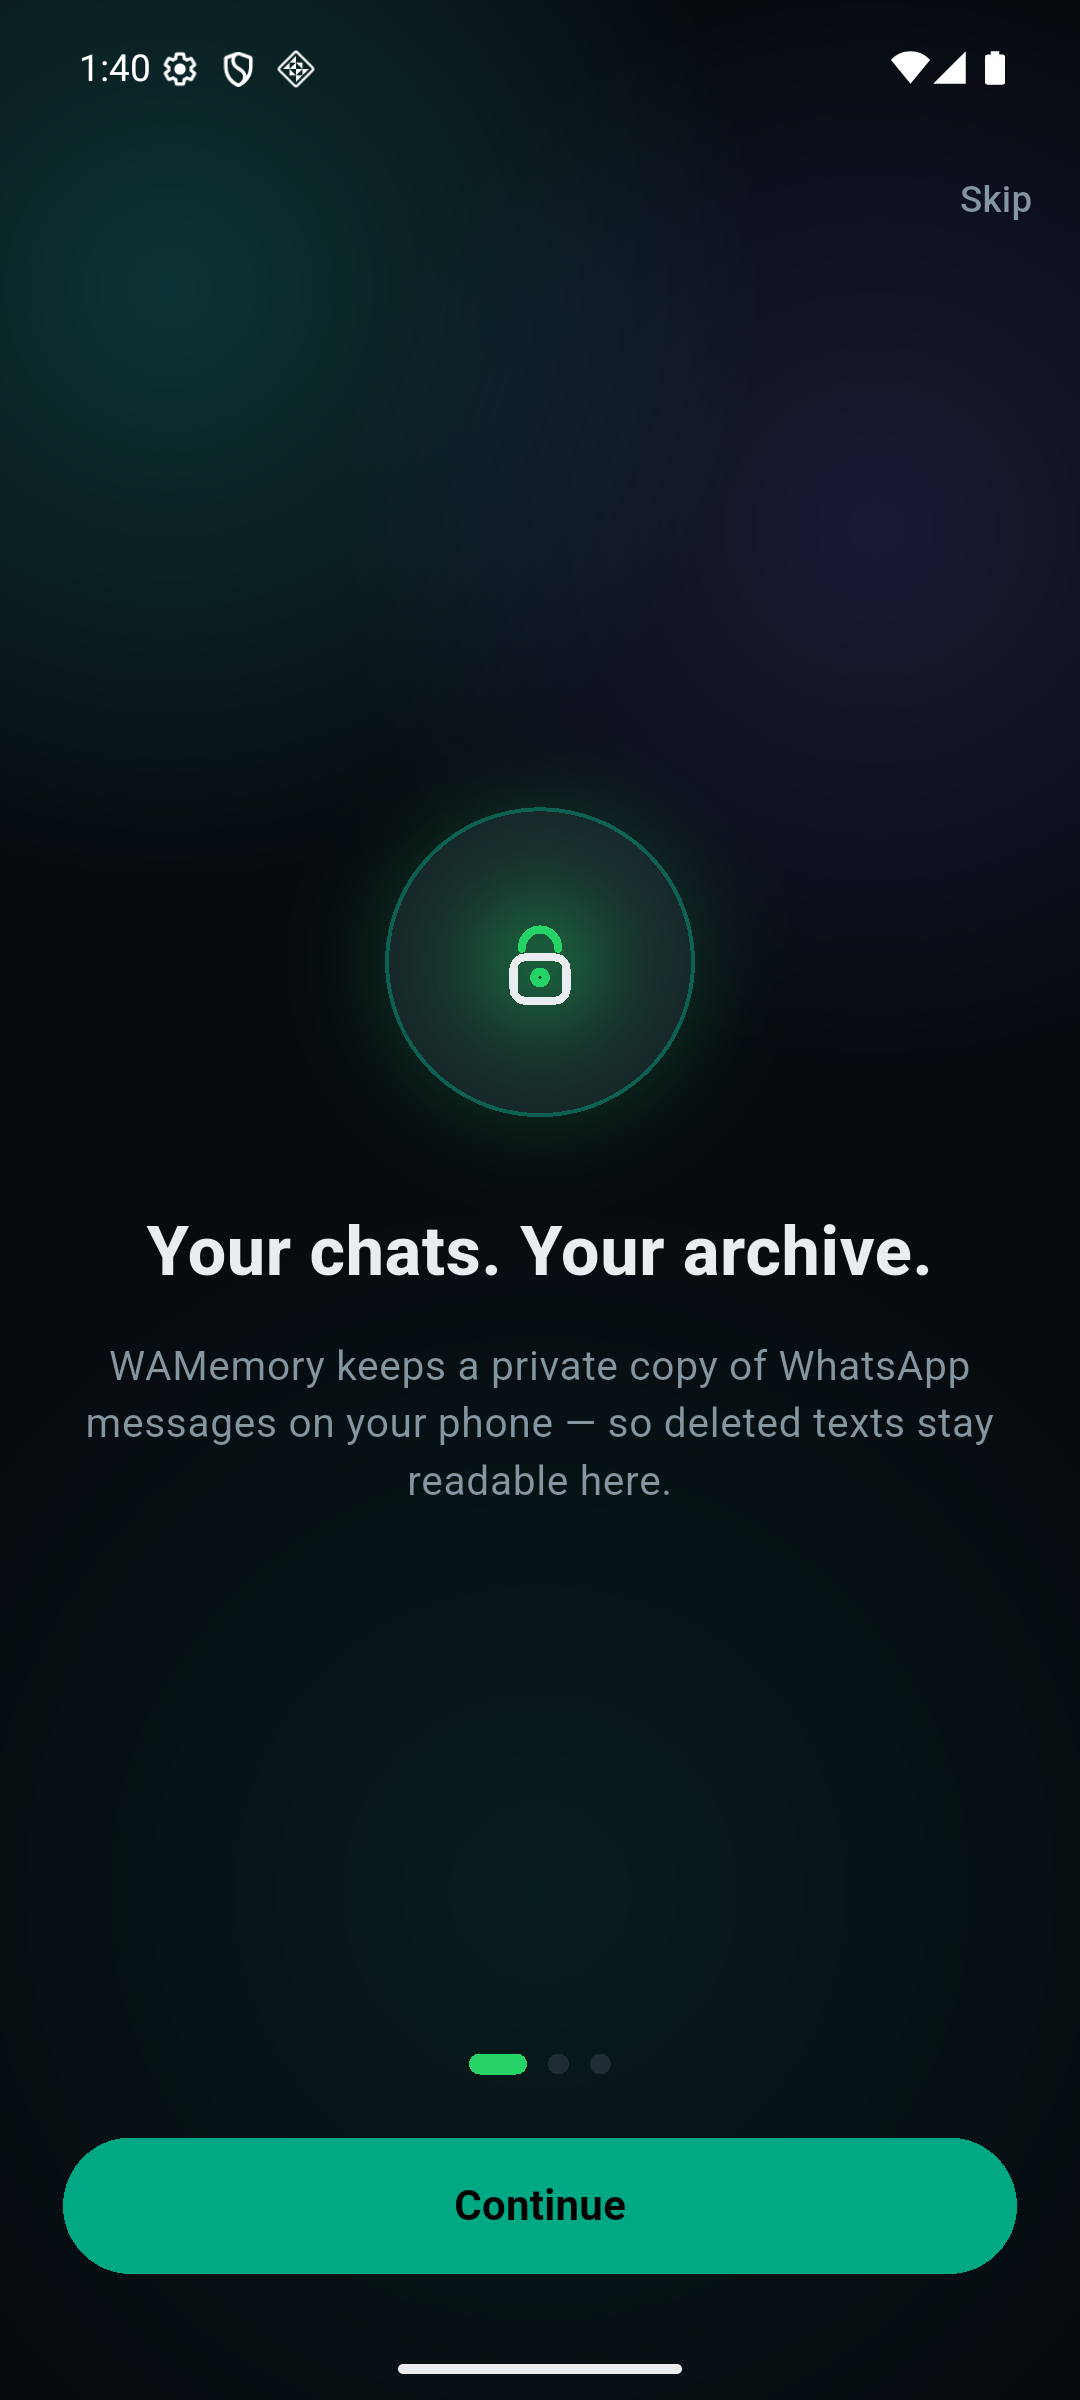 1:40
Skip
Your chats. Your archive.
WAMemory keeps a private copy of WhatsApp
messages on your phone — so deleted texts stay
readable here.
Continue